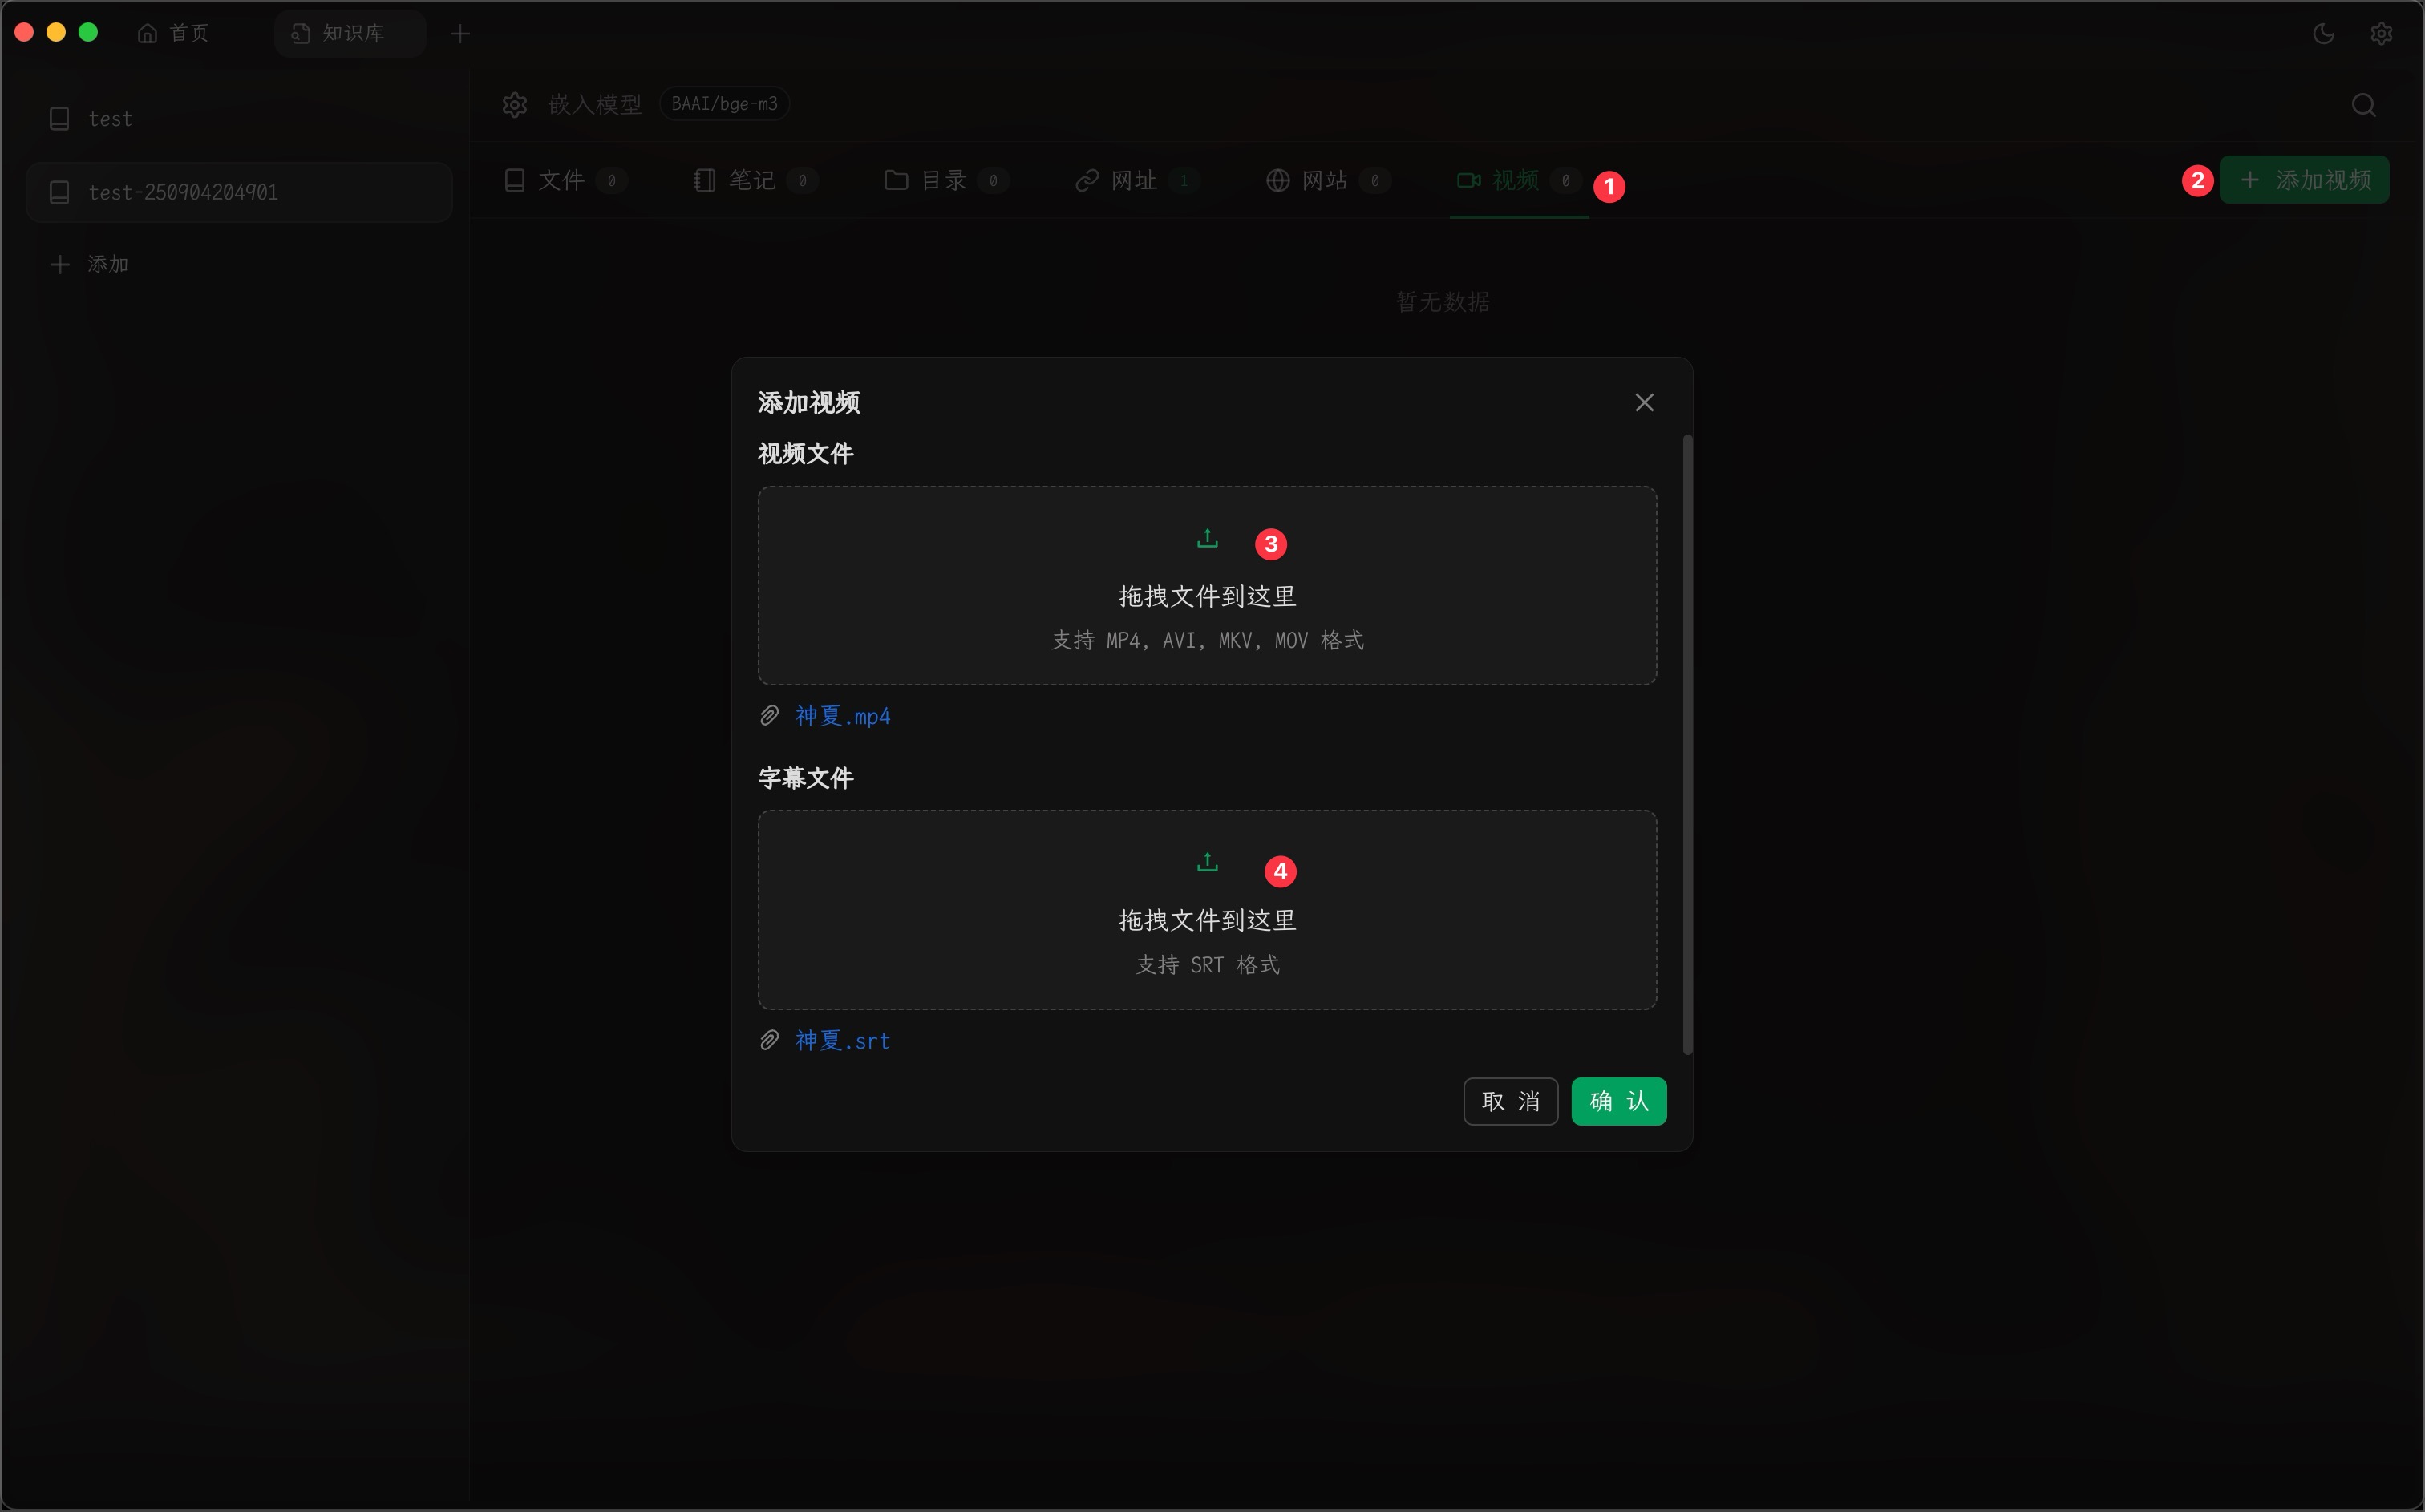 首页
知识库
test
test-250904204901
添加
嵌入模型 BAAI/bge-m3
文件 0 笔记 0 目录 0 网址 1 网站 0 视频 0 1
2 添加视频
暂无数据
添加视频
视频文件
3
拖拽文件到这里
支持 MP4, AVI, MKV, MOV 格式
神夏.mp4
字幕文件
4
拖拽文件到这里
支持 SRT 格式
神夏.srt
取 消 确 认